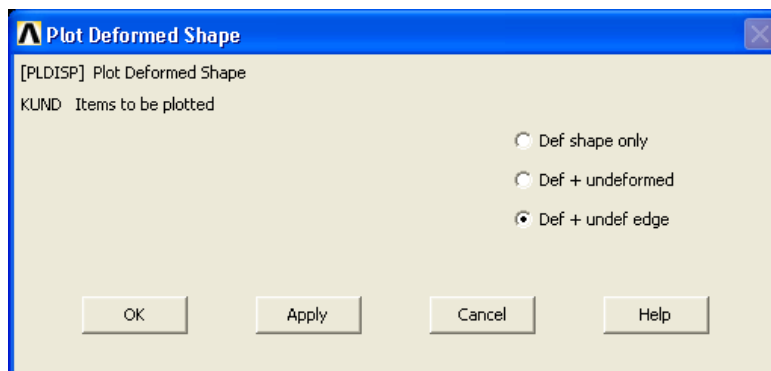 Plot Deformed Shape
[PLDISP] Plot Deformed Shape
KUND Items to be plotted
Def shape only
Def + undeformed
Def + undef edge
OK Apply Cancel Help